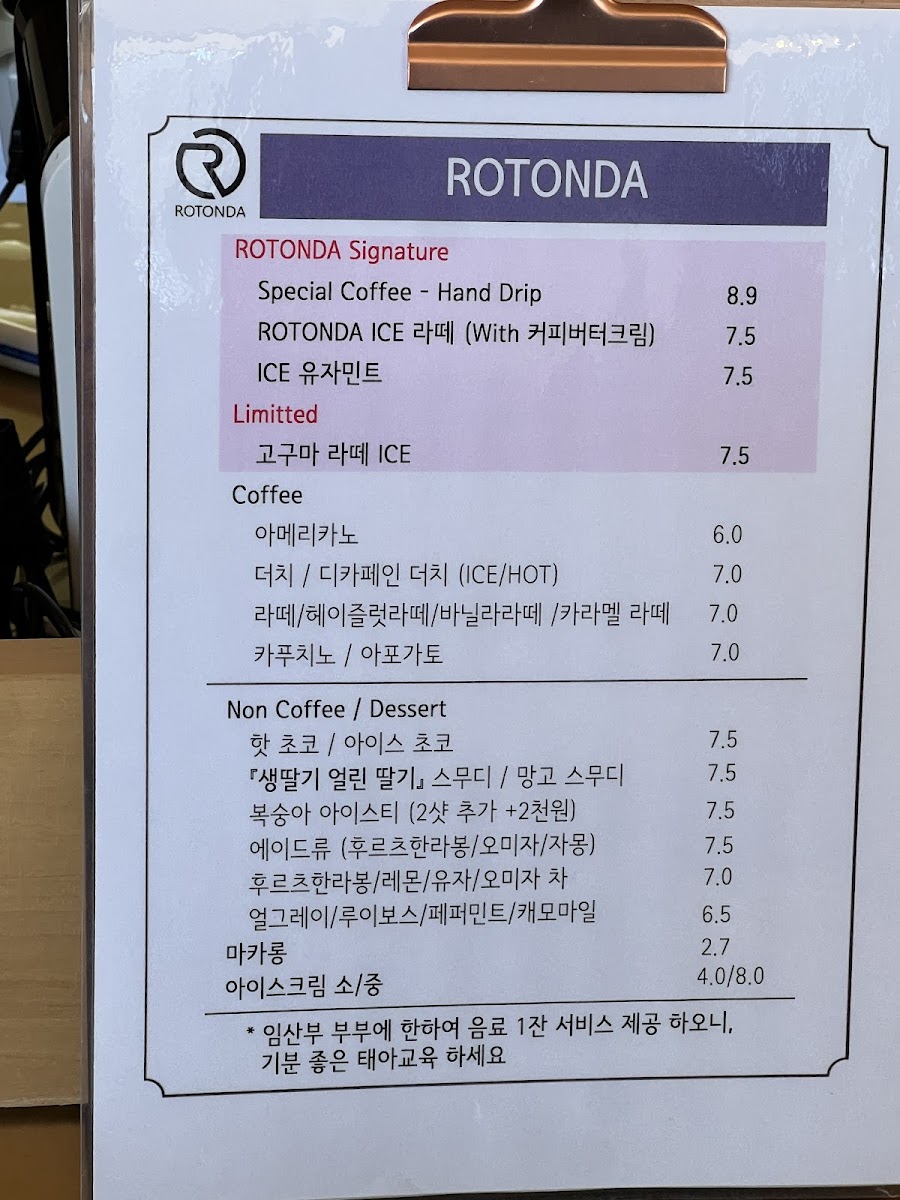 ROTONDA
ROTONDA
ROTONDA Signature
Special Coffee - Hand Drip 8.9
ROTONDA ICE 라떼 (With 커피버터크림) 7.5
ICE 유자민트 7.5
Limitted
고구마 라떼 ICE 7.5
Coffee
아메리카노 6.0
더치 / 디카페인 더치 (ICE/HOT) 7.0
라떼/헤이즐럿라떼/바닐라라떼 /카라멜 라떼 7.0
카푸치노 / 아포가토 7.0
Non Coffee / Dessert
핫 초코 / 아이스 초코 7.5
『생딸기 얼린 딸기』 스무디 / 망고 스무디 7.5
복숭아 아이스티 (2샷 추가 +2천원) 7.5
에이드류 (후르츠한라봉/오미자/자몽) 7.5
후르츠한라봉/레몬/유자/오미자 차 7.0
얼그레이/루이보스/페퍼민트/캐모마일 6.5
마카롱 2.7
아이스크림 소/중 4.0/8.0
* 임산부 부부에 한하여 음료 1잔 서비스 제공 하오니,
기분 좋은 태아교육 하세요